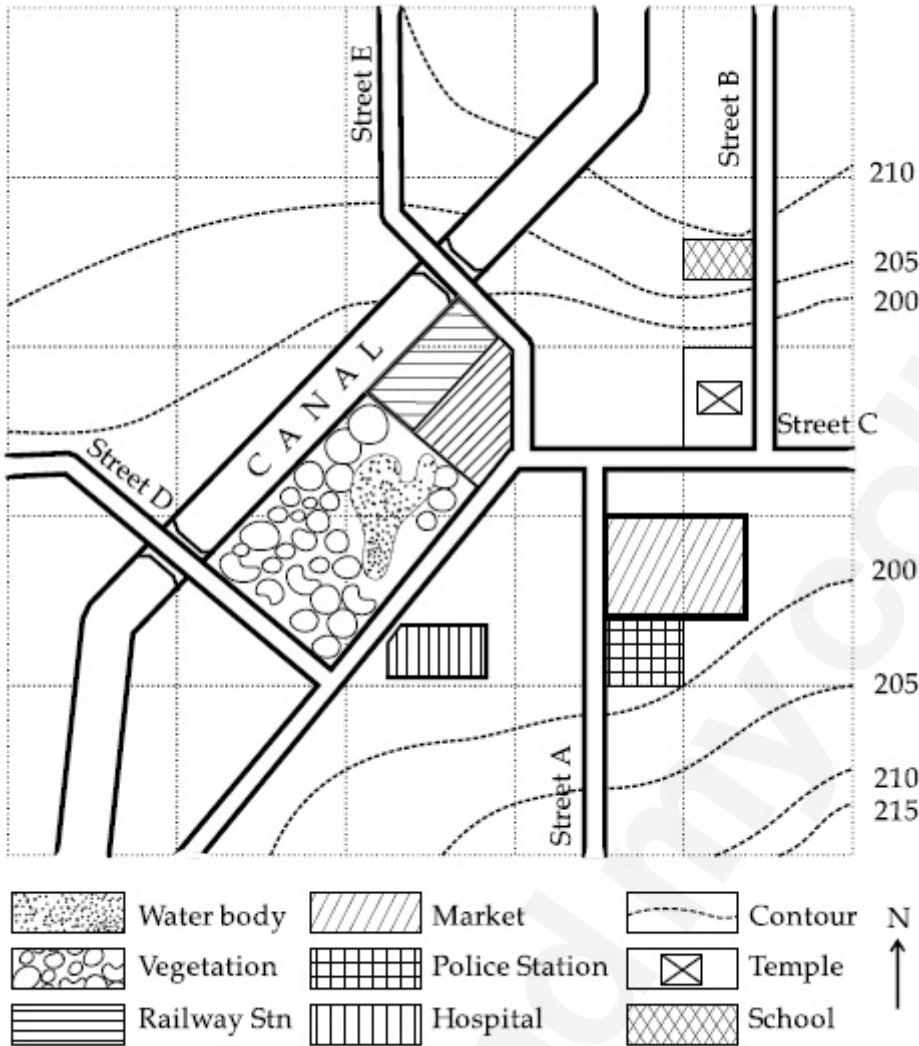 Street E
Street B
210
205
200
CANAL
Street C
Street D
200
205
210
215
Street A
Water body
Market
Contour
N
Vegetation
Police Station
Temple
Railway Stn
Hospital
School